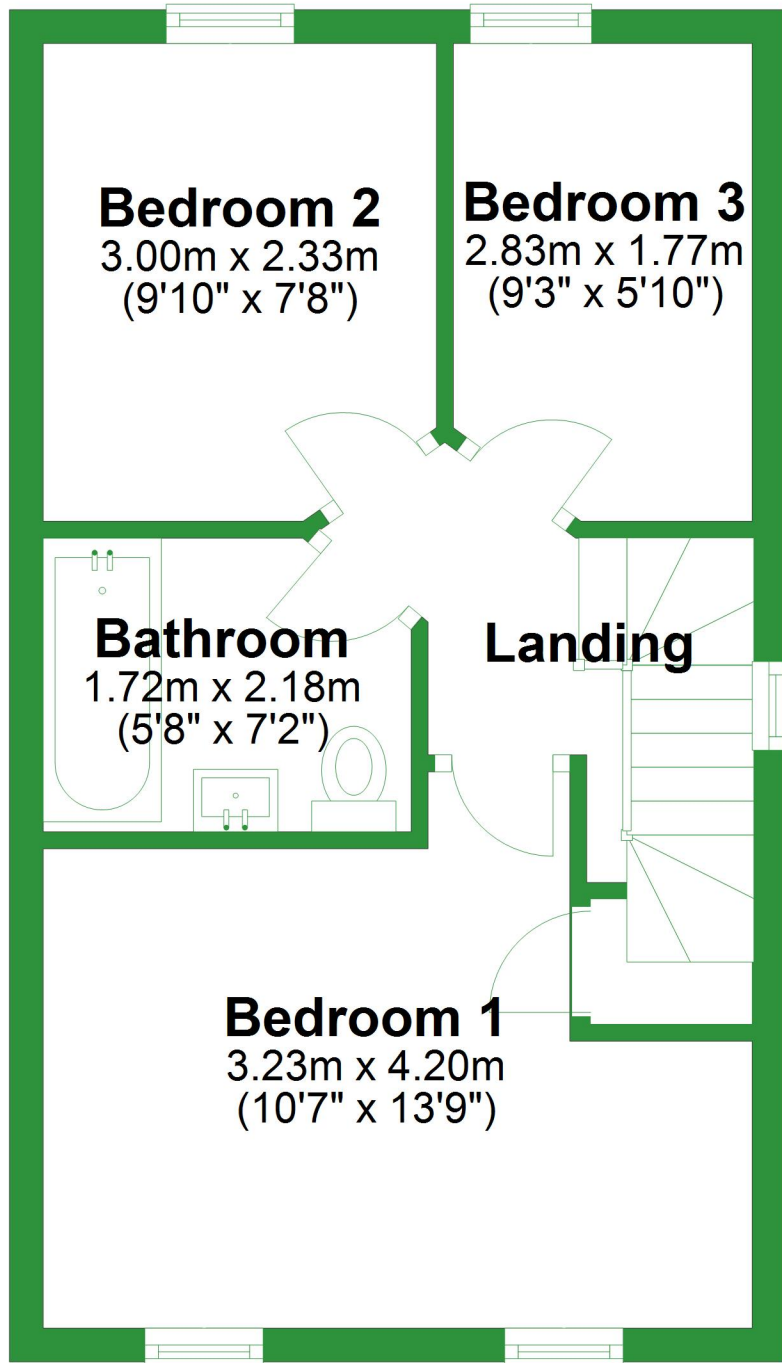 Bedroom 2
3.00m x 2.33m
(9'10" x 7'8")
Bedroom 3
2.83m x 1.77m
(9'3" x 5'10")
Bathroom
1.72m x 2.18m
(5'8" x 7'2")
Landing
Bedroom 1
3.23m x 4.20m
(10'7" x 13'9")